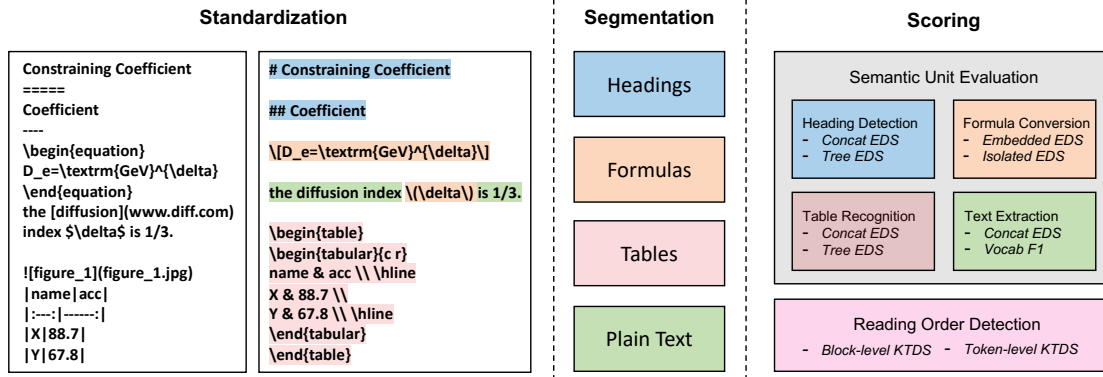 Standardization
Constraining Coefficient
=====
Coefficient
----
\begin{equation}
D_e=\textrm{GeV}^{\delta}
\end{equation}
the [diffusion](www.diff.com)
index $\delta$ is 1/3.
![figure_1](figure_1.jpg)
|name|acc|
|:---:|------:|
|X|88.7|
|Y|67.8|
# Constraining Coefficient
## Coefficient
\[D_e=\textrm{GeV}^{\delta}\]
the diffusion index \(\delta\) is 1/3.
\begin{table}
\begin{tabular}{c r}
name & acc \\ \hline
X & 88.7 \\
Y & 67.8 \\ \hline
\end{tabular}
\end{table}
Segmentation
Headings
Formulas
Tables
Plain Text
Scoring
Semantic Unit Evaluation
Heading Detection
- Concat EDS
- Tree EDS
Formula Conversion
- Embedded EDS
- Isolated EDS
Table Recognition
- Concat EDS
- Tree EDS
Text Extraction
- Concat EDS
- Vocab F1
Reading Order Detection
- Block-level KTDS - Token-level KTDS